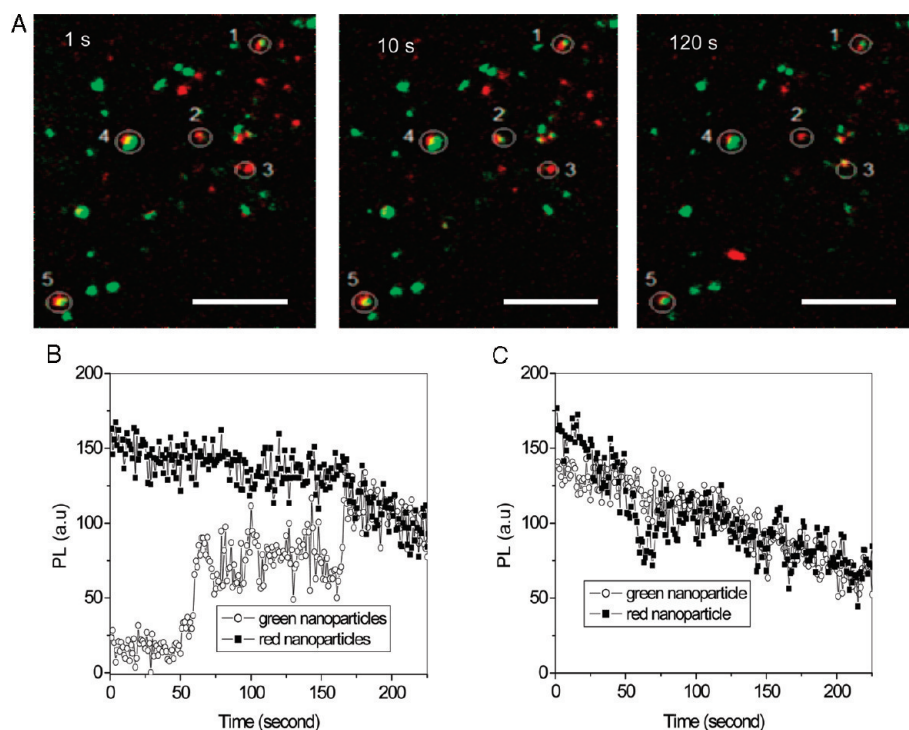 A
1 s
1
2
3
4
5
10 s
1
2
3
4
5
120 s
1
2
3
4
5
B
200
150
100
50
0
PL (a.u)
green nanoparticles
red nanoparticles
0 50 100 150 200
Time (second)
C
200
150
100
50
0
PL (a.u)
green nanoparticle
red nanoparticle
0 50 100 150 200
Time (second)